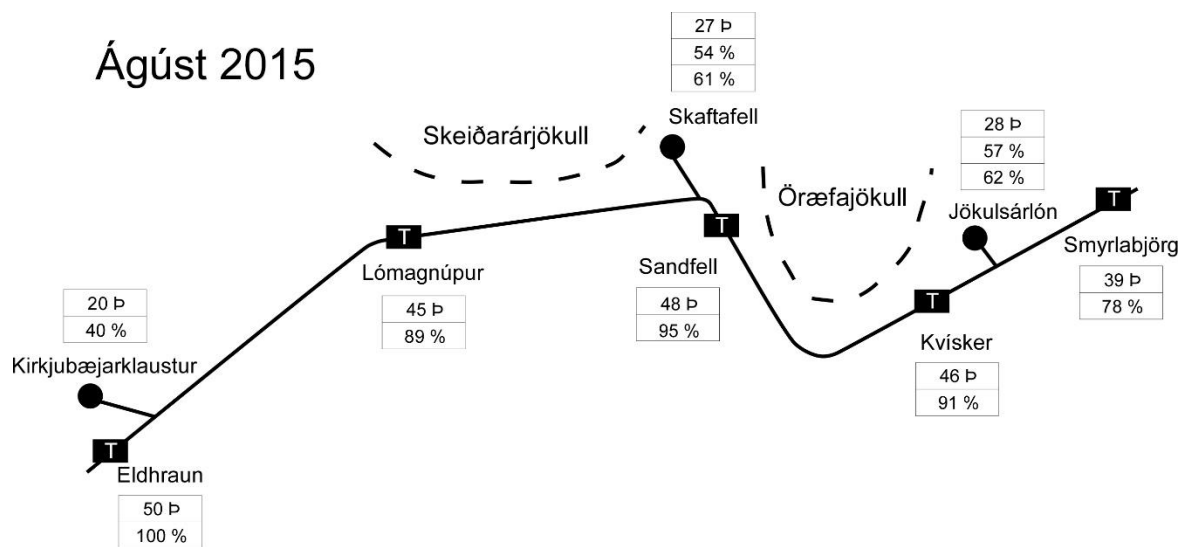 Ágúst 2015
27 Þ
54 %
61 %
Skaftafell
Skeiðarárjökull
28 Þ
57 %
62 %
Öræfajökull
Jökulsárlón
T
T
T
Smyrlabjörg
Lómagnúpur
Sandfell
39 Þ
78 %
20 Þ
40 %
45 Þ
89 %
48 Þ
95 %
T
Kvísker
Kirkjubæjarklaustur
46 Þ
91 %
T
Eldhraun
50 Þ
100 %